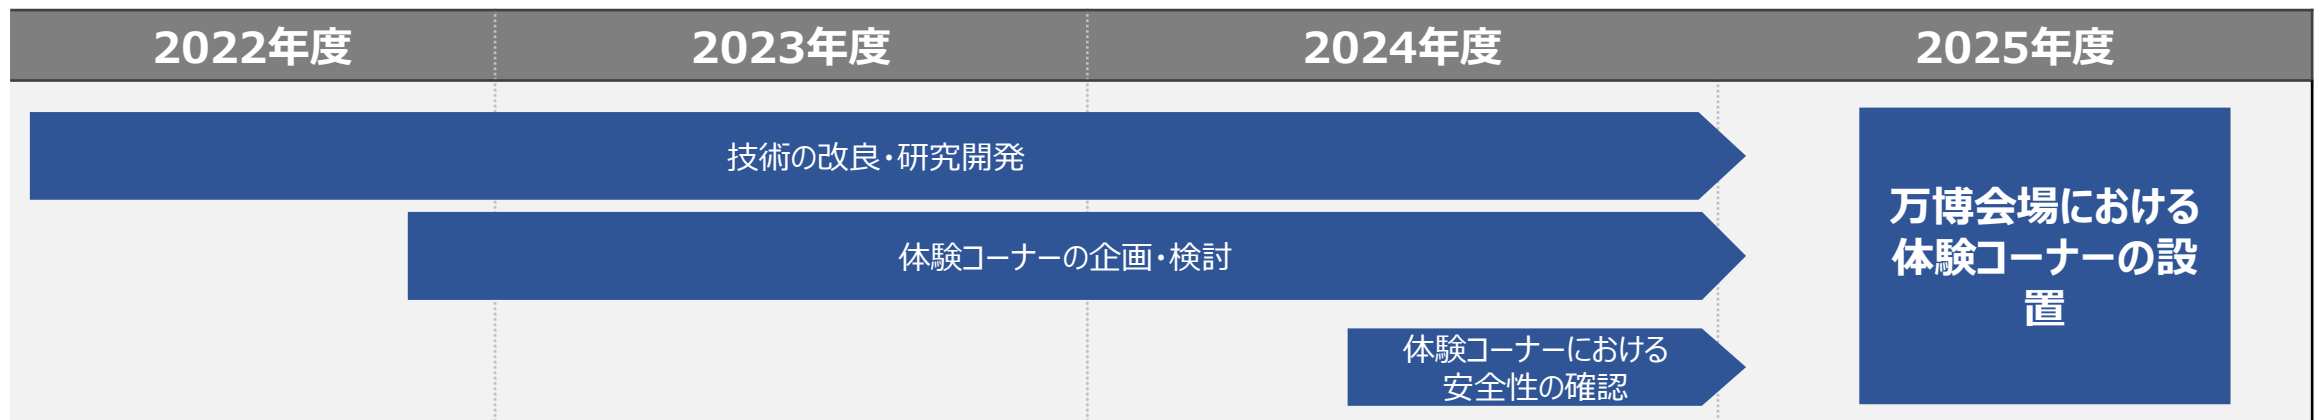 2022年度
2023年度
2024年度
2025年度
技術の改良・研究開発
体験コーナーの企画・検討
体験コーナーにおける
安全性の確認
万博会場における
体験コーナーの設
置